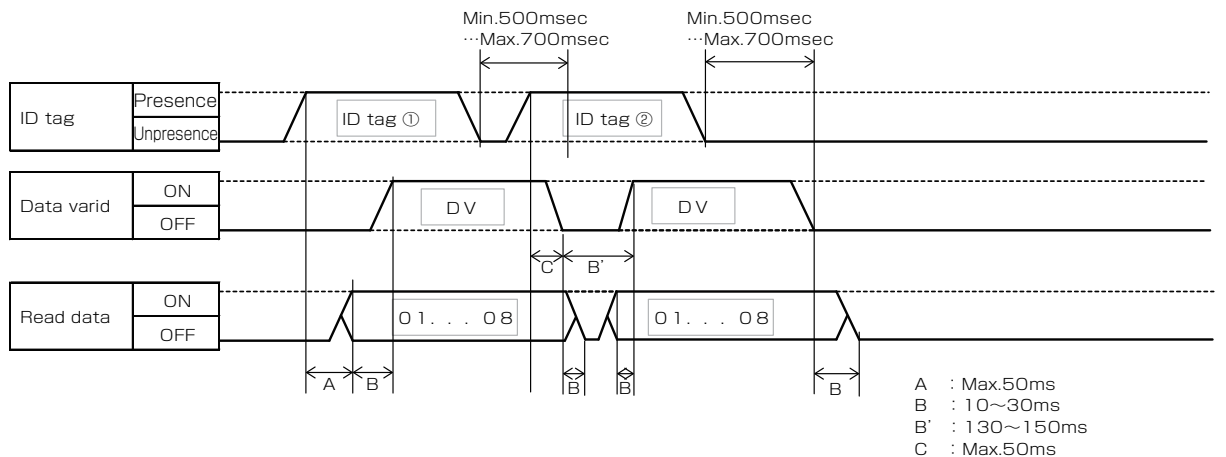 Min.500msec
…Max.700msec
Min.500msec
…Max.700msec
ID tag
Presence
Unpresence
ID tag ①
ID tag ②
Data varid
ON
OFF
DV
DV
C
B'
Read data
ON
OFF
01...08
01...08
A
B
B
B
B
A : Max.50ms
B : 10～30ms
B' : 130～150ms
C : Max.50ms